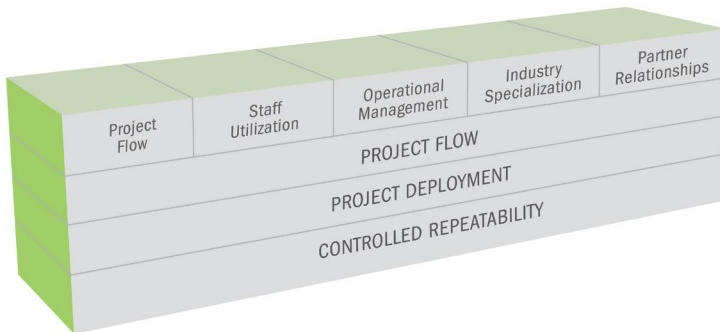 Project
Flow
Staff
Utilization
Operational
Management
Industry
Specialization
Partner
Relationships
PROJECT FLOW
PROJECT DEPLOYMENT
CONTROLLED REPEATABILITY